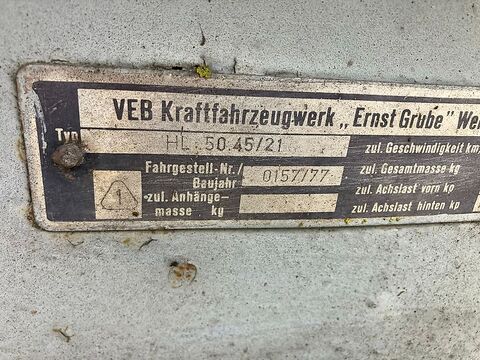 VEB Kraftfahrzeugwerk „Ernst Grube" We
Typ HL 50.45/21 zul. Geschwindigkeit km/
Fahrgestell-Nr./ Baujahr 0157/77 zul. Gesamtmasse kg
1 zul. Anhänge- zul. Achslast vorn kp
masse kg zul. Achslast hinten kp